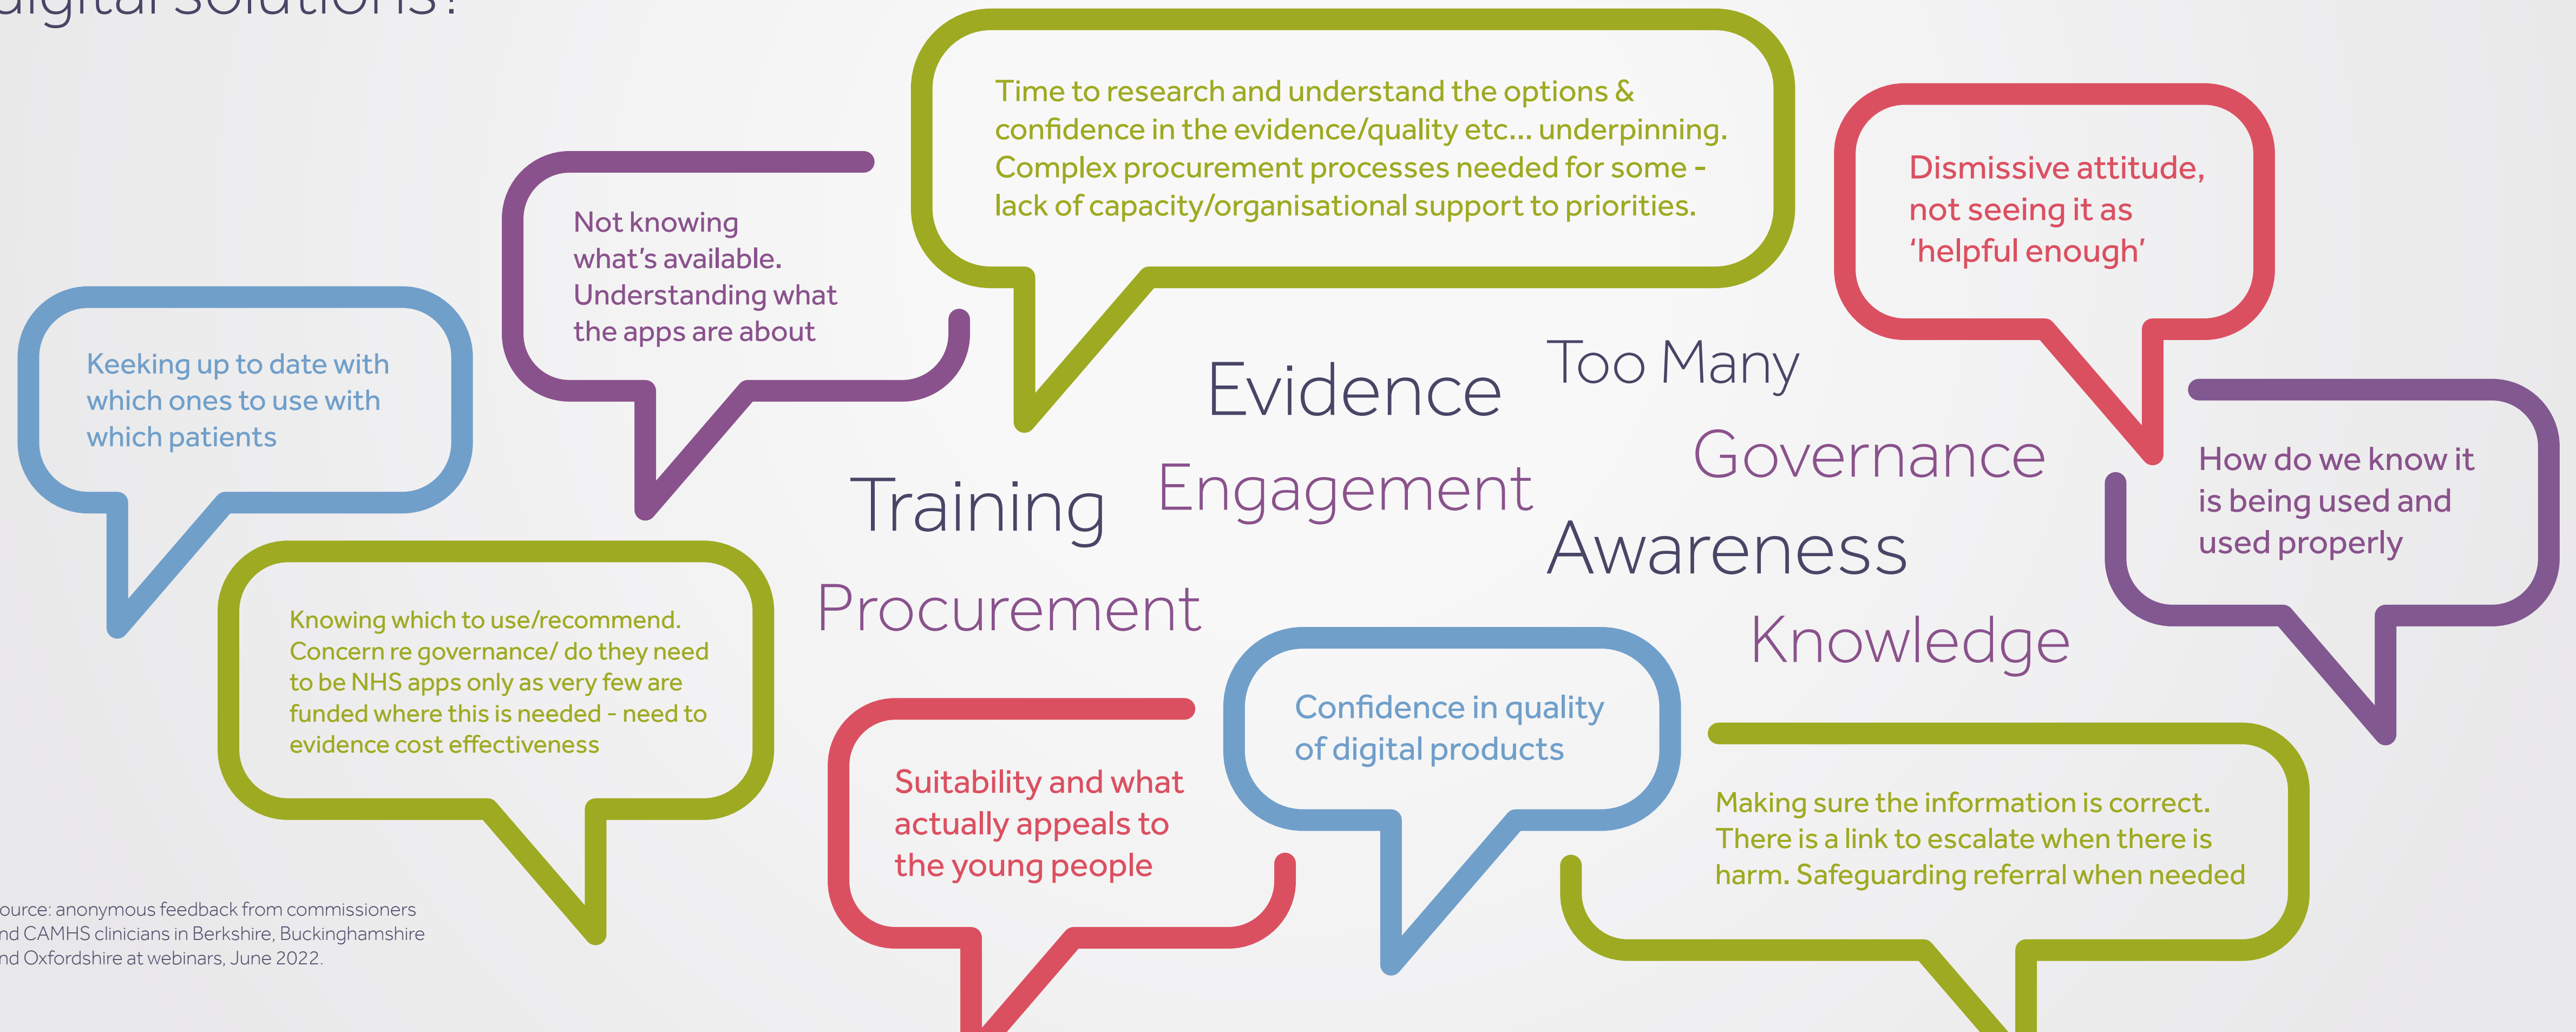 digital solutions?
Time to research and understand the options &
confidence in the evidence/quality etc... underpinning.
Complex procurement processes needed for some -
lack of capacity/organisational support to priorities.
Dismissive attitude,
not seeing it as
‘helpful enough’
Not knowing
what's available.
Understanding what
the apps are about
Keeking up to date with
which ones to use with
which patients
Evidence
Too Many
Training
Engagement
Governance
Awareness
Procurement
Knowledge
How do we know it
is being used and
used properly
Knowing which to use/recommend.
Concern re governance/ do they need
to be NHS apps only as very few are
funded where this is needed - need to
evidence cost effectiveness
Suitability and what
actually appeals to
the young people
Confidence in quality
of digital products
Making sure the information is correct.
There is a link to escalate when there is
harm. Safeguarding referral when needed
ource: anonymous feedback from commissioners
nd CAMHS clinicians in Berkshire, Buckinghamshire
nd Oxfordshire at webinars, June 2022.